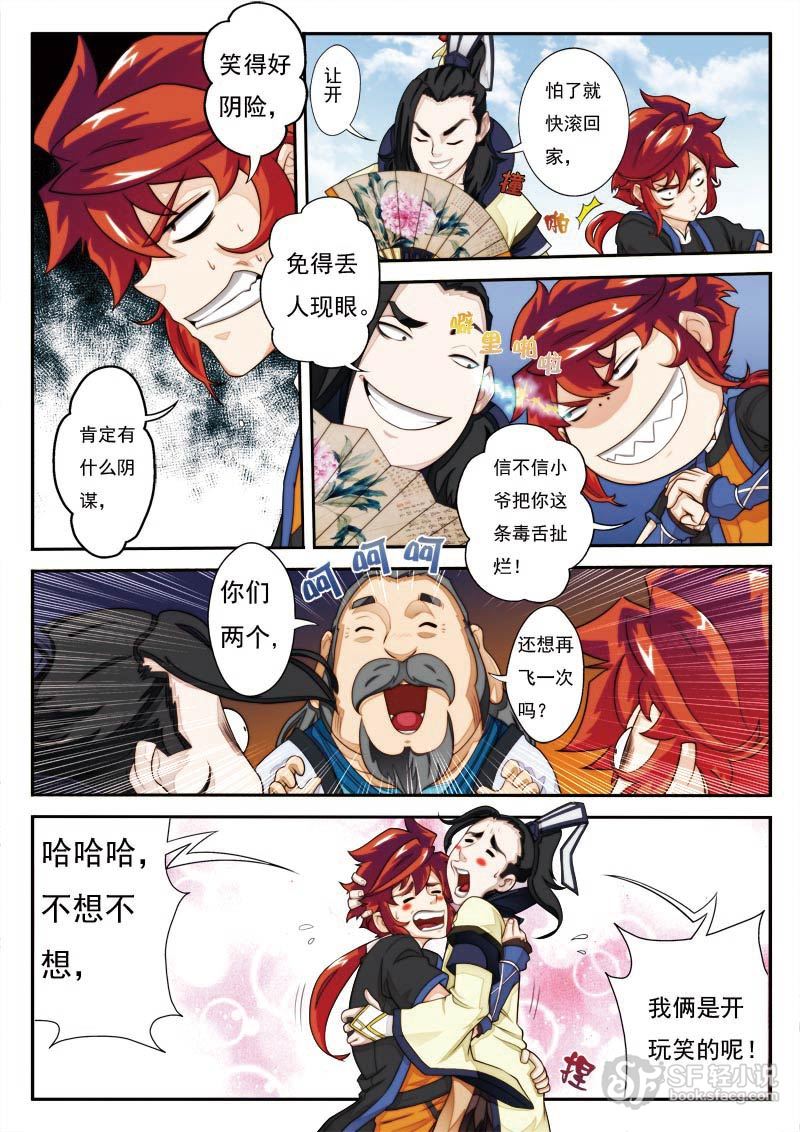 笑得好
阴险，
肯定有
什么阴
谋，
让
开
怕了就
快滚回
家，
撞
啪
免得丢
人现眼。
噼
里
啪
啦
信不信小
爷把你这
条毒舌扯
烂！
你们
两个，
呵 呵 呵
还想再
飞一次
吗？
哈哈哈，
不想不
想，
我俩是开
玩笑的呢！
捏
SF轻小说
book.sfacg.com